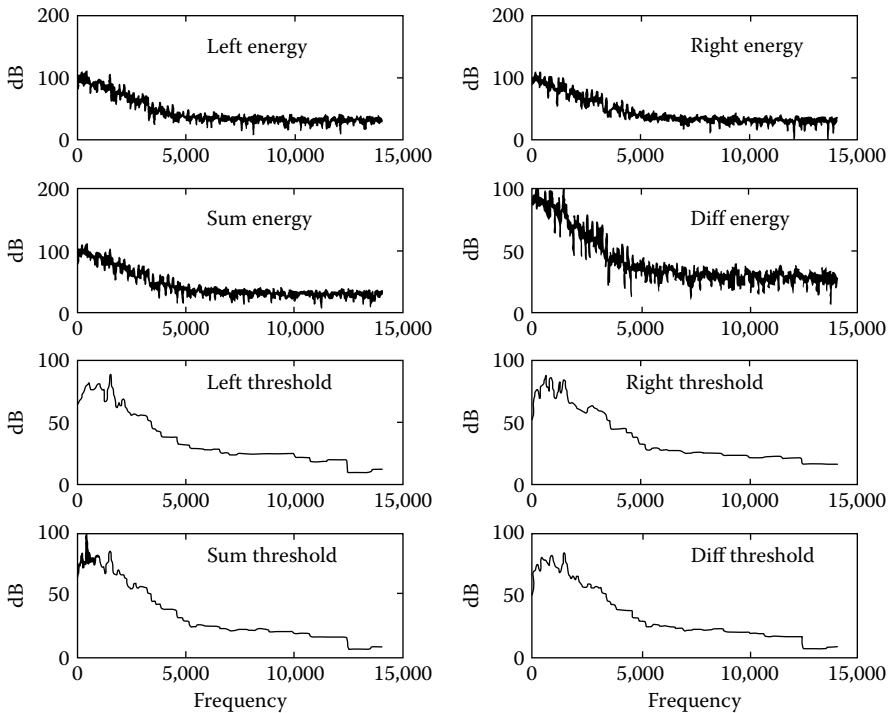 200
100
0
dB
Left energy
0 5,000 10,000 15,000
200
100
0
dB
Right energy
0 5,000 10,000 15,000
200
100
0
dB
Sum energy
0 5,000 10,000 15,000
100
50
0
dB
Diff energy
0 5,000 10,000 15,000
100
50
0
dB
Left threshold
0 5,000 10,000 15,000
100
50
0
dB
Right threshold
0 5,000 10,000 15,000
100
50
0
dB
Sum threshold
0 5,000 10,000 15,000
Frequency
100
50
0
dB
Diff threshold
0 5,000 10,000 15,000
Frequency